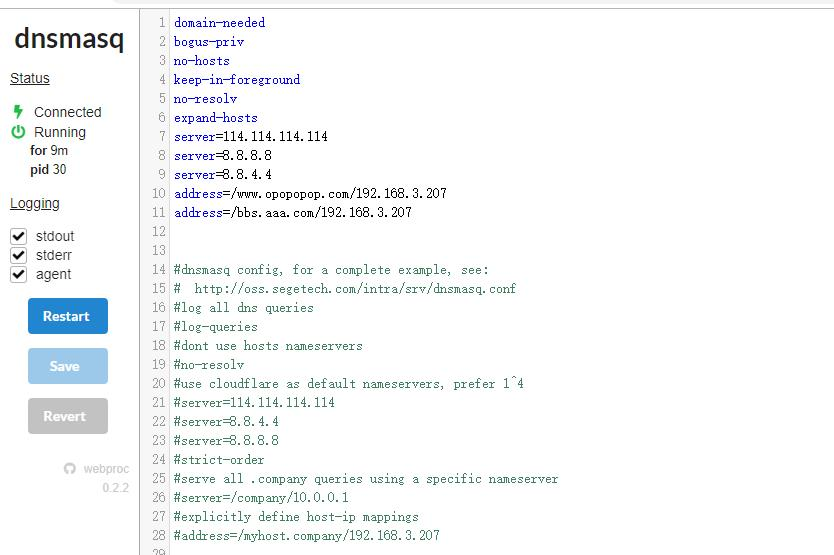 dnsmasq
Status
Connected
Running
for 9m
pid 30
Logging
stdout
stderr
agent
Restart
Save
Revert
webproc
0.2.2
1 domain-needed
2 bogus-priv
3 no-hosts
4 keep-in-foreground
5 no-resolv
6 expand-hosts
7 server=114.114.114.114
8 server=8.8.8.8
9 server=8.8.4.4
10 address=/www.opopopop.com/192.168.3.207
11 address=/bbs.aaa.com/192.168.3.207
12
13
14 #dnsmasq config, for a complete example, see:
15 #  http://oss.segetech.com/intra/srv/dnsmasq.conf
16 #log all dns queries
17 #log-queries
18 #dont use hosts nameservers
19 #no-resolv
20 #use cloudflare as default nameservers, prefer 1^4
21 #server=114.114.114.114
22 #server=8.8.4.4
23 #server=8.8.8.8
24 #strict-order
25 #serve all .company queries using a specific nameserver
26 #server=/company/10.0.0.1
27 #explicitly define host-ip mappings
28 #address=/myhost.company/192.168.3.207
29